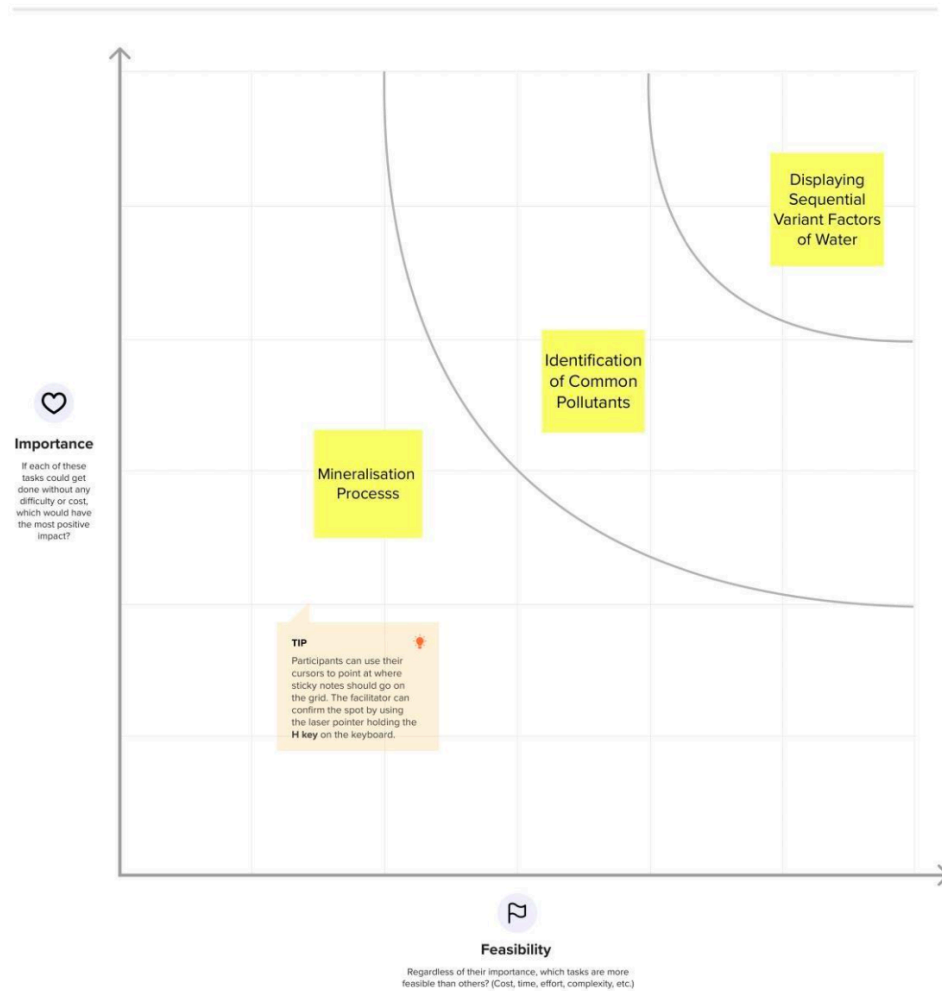 Displaying
Sequential
Variant Factors
of Water
Identification
of Common
Pollutants
Importance
If each of these
tasks could get
done without any
difficulty or cost,
which would have
the most positive
impact?
Mineralisation
Processs
TIP
Participants can use their
cursors to point at where
sticky notes should go on
the grid. The facilitator can
confirm the spot by using
the laser pointer holding the
H key on the keyboard.
Feasibility
Regardless of their importance, which tasks are more
feasible than others? (Cost, time, effort, complexity, etc.)